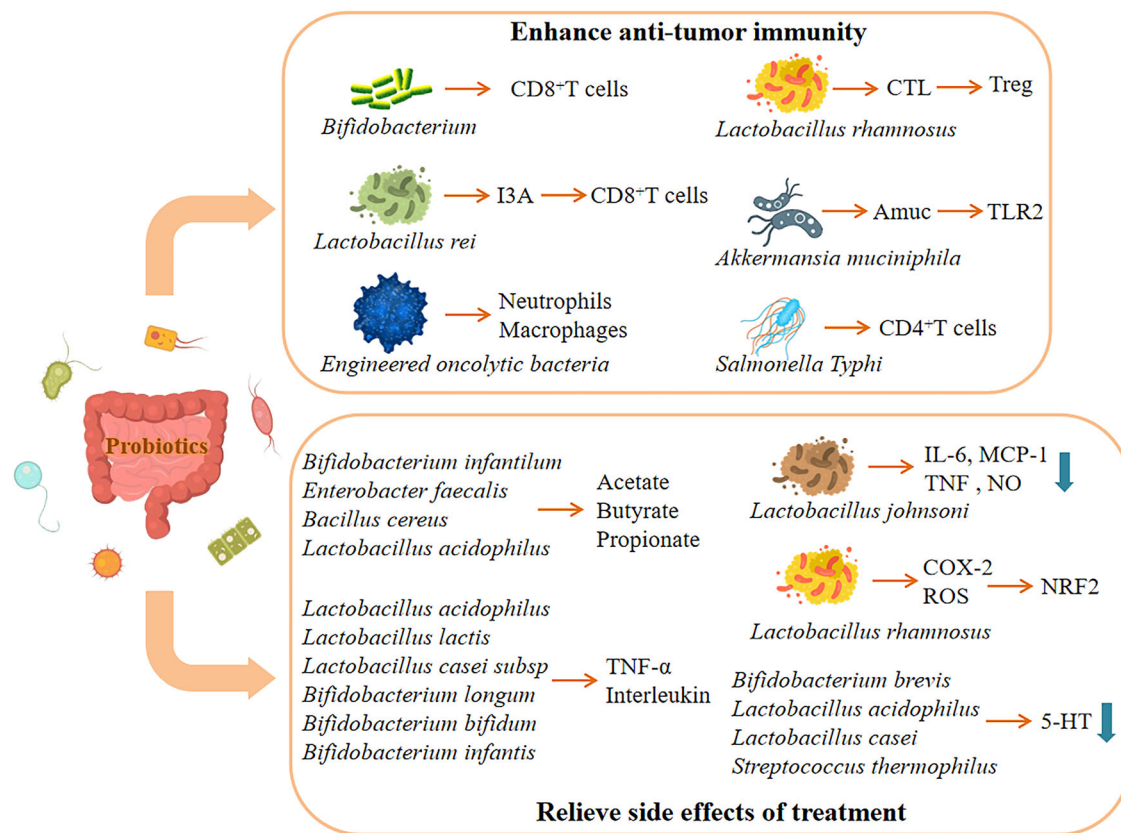 Enhance anti-tumor immunity
CD8⁺T cells
Bifidobacterium
CTL
Treg
Lactobacillus rhamnosus
I3A
CD8⁺T cells
Lactobacillus rei
Amuc
TLR2
Akkermansia muciniphila
Neutrophils
Macrophages
Engineered oncolytic bacteria
CD4⁺T cells
Salmonella Typhi
Probiotics
Bifidobacterium infantilum
Enterobacter faecalis
Bacillus cereus
Lactobacillus acidophilus
Acetate
Butyrate
Propionate
IL-6, MCP-1
TNF , NO
Lactobacillus johnsoni
COX-2
ROS
NRF2
Lactobacillus rhamnosus
Lactobacillus acidophilus
Lactobacillus lactis
Lactobacillus casei subsp
Bifidobacterium longum
Bifidobacterium bifidum
Bifidobacterium infantis
TNF-α
Interleukin
Bifidobacterium brevis
Lactobacillus acidophilus
Lactobacillus casei
Streptococcus thermophilus
5-HT
Relieve side effects of treatment